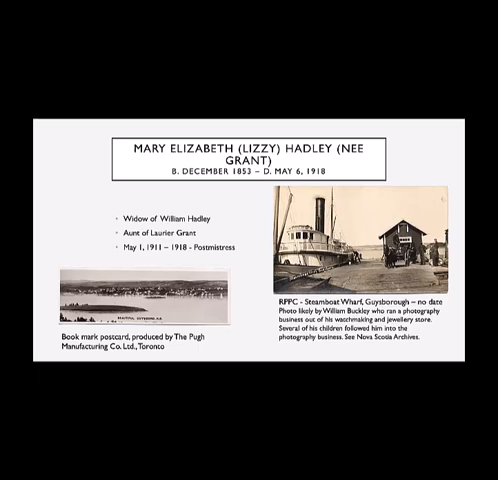 MARY ELIZABETH (LIZZY) HADLEY (NEE
GRANT)
B. DECEMBER 1853 – D. MAY 6, 1918
• Widow of William Hadley
• Aunt of Laurier Grant
• May 1, 1911 – 1918 - Postmistress
Book mark postcard, produced by The Pugh
Manufacturing Co. Ltd., Toronto
RPPC - Steamboat Wharf, Guysborough – no date
Photo likely by William Buckley who ran a photography
business out of his watchmaking and jewellery store.
Several of his children followed him into the
photography business. See Nova Scotia Archives.